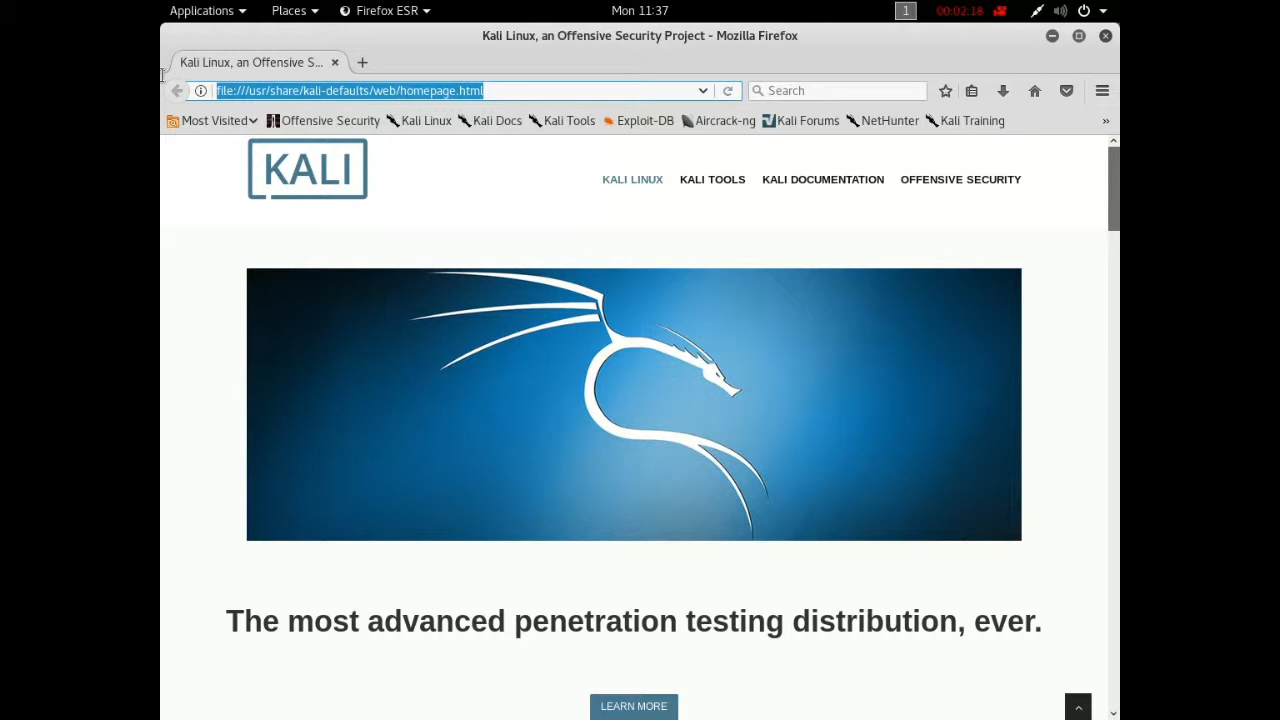 Applications Places Firefox ESR Mon 11:37 1 00:02:18
Kali Linux, an Offensive Security Project - Mozilla Firefox
Kali Linux, an Offensive S...
file:///usr/share/kali-defaults/web/homepage.html Search
Most Visited Offensive Security Kali Linux Kali Docs Kali Tools Exploit-DB Aircrack-ng Kali Forums NetHunter Kali Training »
KALI
KALI LINUX KALI TOOLS KALI DOCUMENTATION OFFENSIVE SECURITY
The most advanced penetration testing distribution, ever.
LEARN MORE